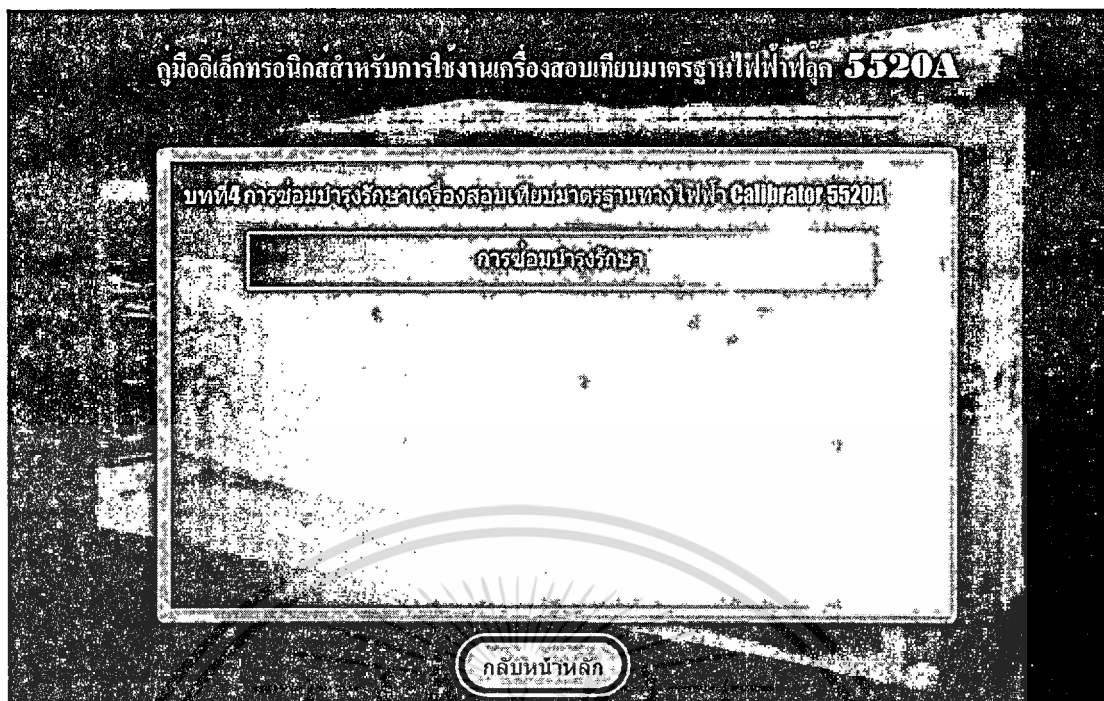 คู่มืออิเล็กทรอนิกส์สำหรับการใช้งานเครื่องสอบเทียบมาตรฐานไฟฟ้าฟลุค 5520A
บทที่4 การซ่อมบำรุงรักษาเครื่องสอบเทียบมาตรฐานทางไฟฟ้า Calibrator 5520A
การซ่อมบำรุงรักษา
กลับหน้าหลัก